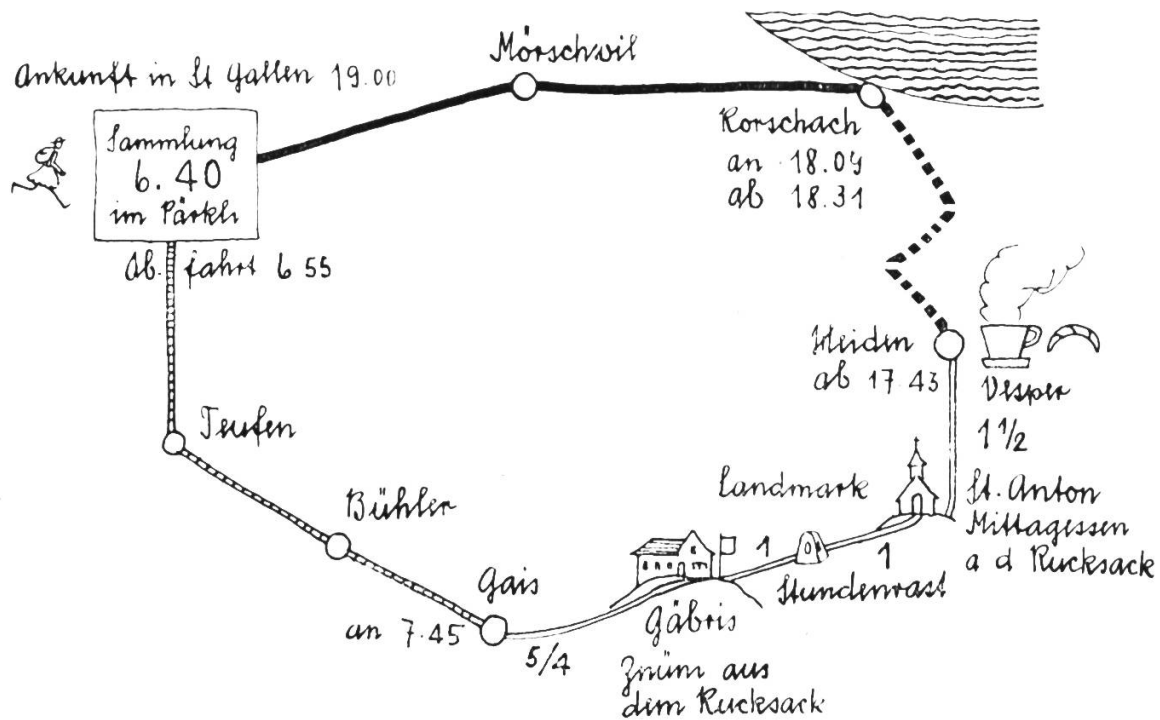 Mörschwil
Ankunft in St Gallen 19.00
Sammlung
6.40
im Pärkli
Rorschach
an 18.09
ab 18.31
Ab. fahrt 6 55
Heiden
ab 17.43
Vesper
1 1/2
Teufen
Bühler
Landmark
St. Anton
Mittagessen
a d Rucksack
1
1
Stundenrast
Gais
an 7.45
5/4
Gäbris
Znüni aus
dem Rucksack